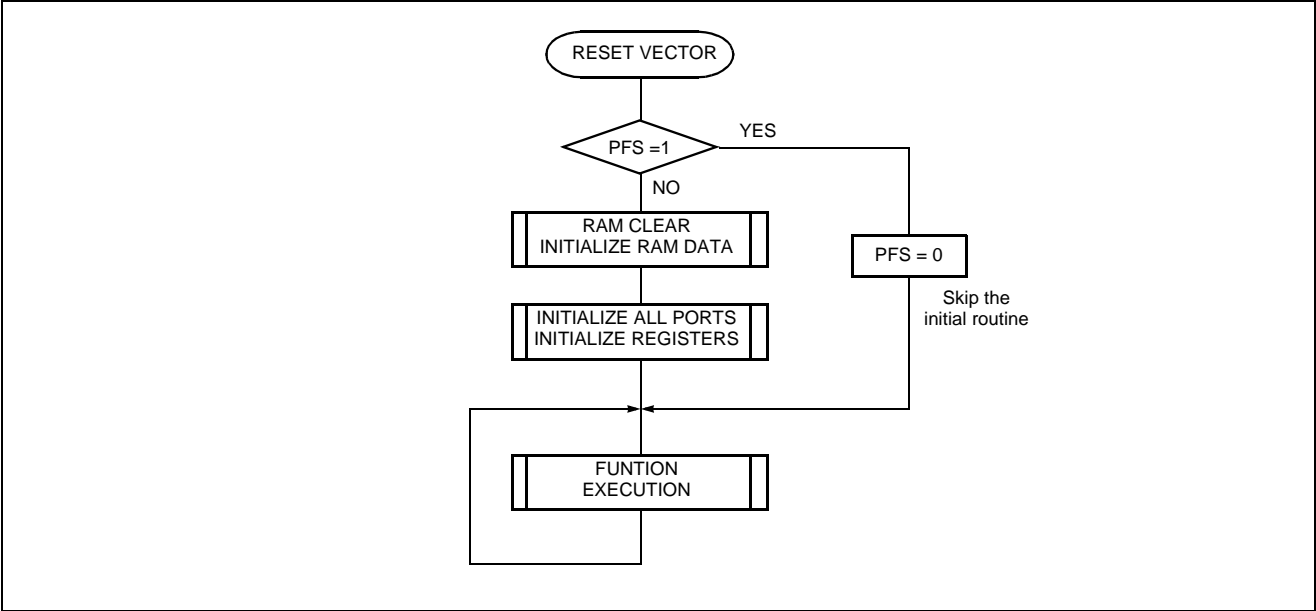 RESET VECTOR
PFS =1
YES
NO
RAM CLEAR
INITIALIZE RAM DATA
PFS = 0
Skip the
initial routine
INITIALIZE ALL PORTS
INITIALIZE REGISTERS
FUNTION
EXECUTION